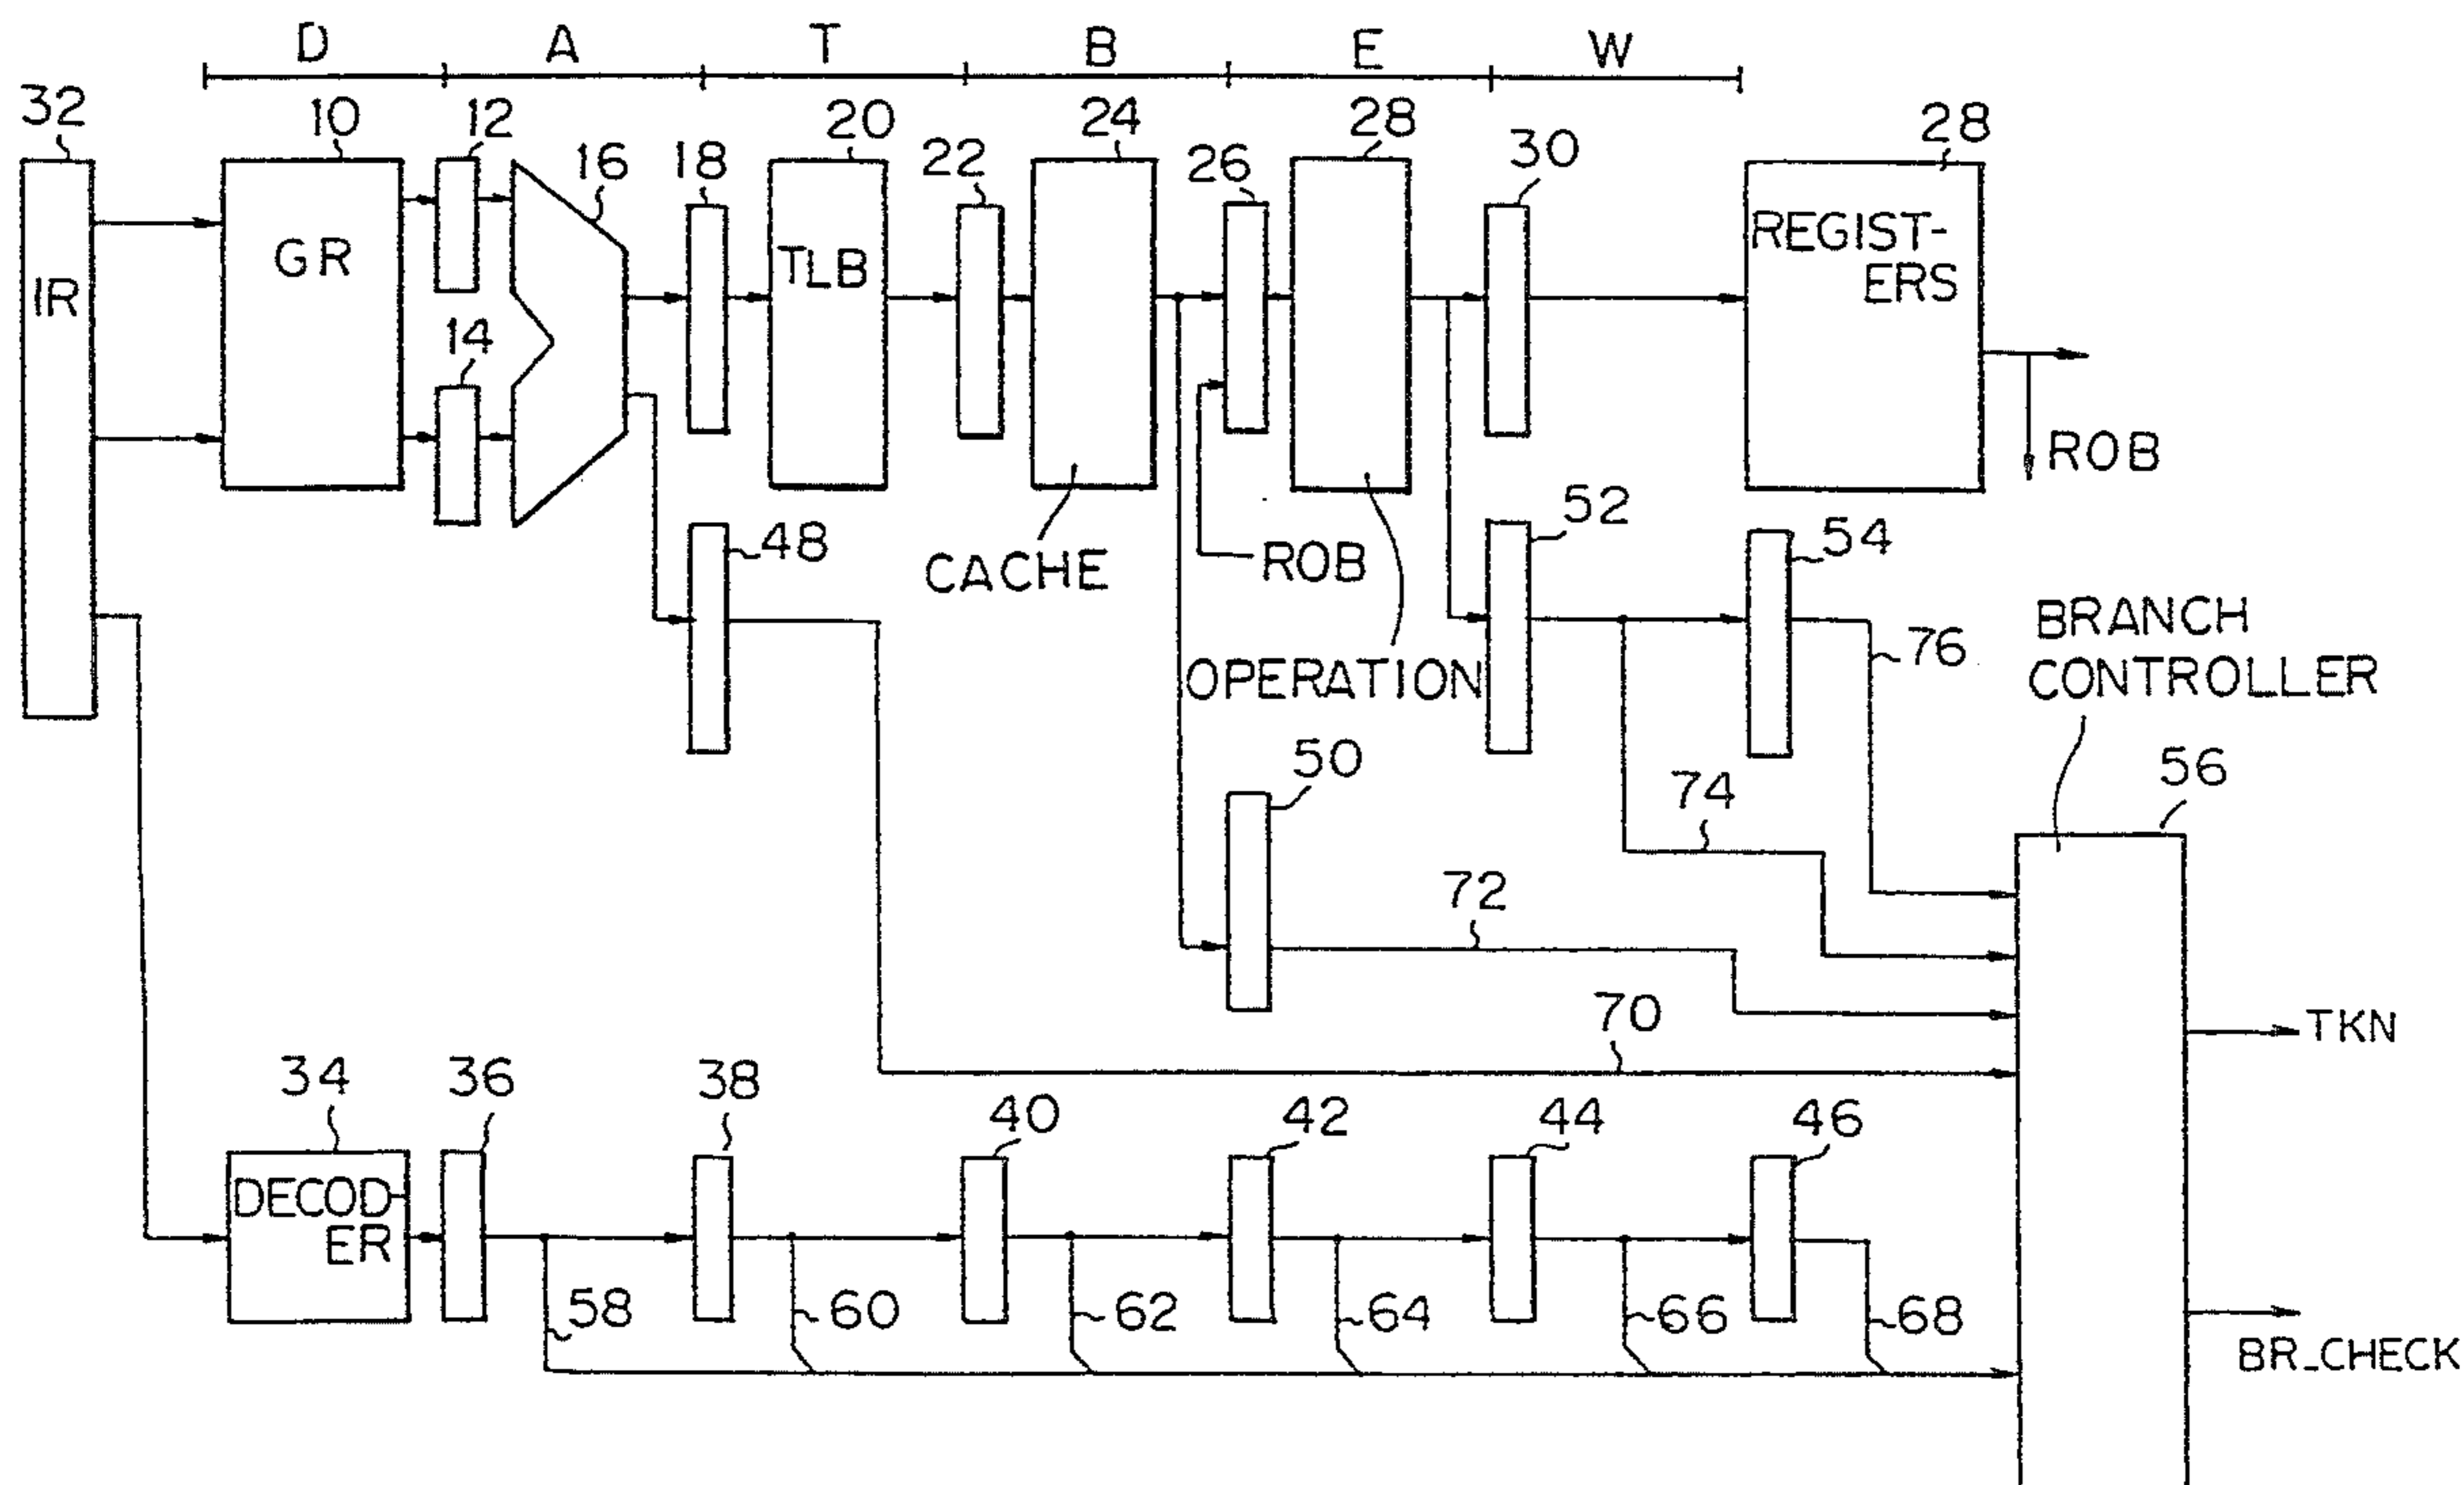 D A T B E W
32 10 12 16 18 20 22 24 26 28 30 28
IR GR TLB REGIST-
ERS
14
ROB
48 CACHE ROB 52 54
OPERATION 76 BRANCH
CONTROLLER
50 74 56
72
70 TKN
34 36 38 40 42 44 46
DECOD-
ER
58 60 62 64 66 68
BR_CHECK